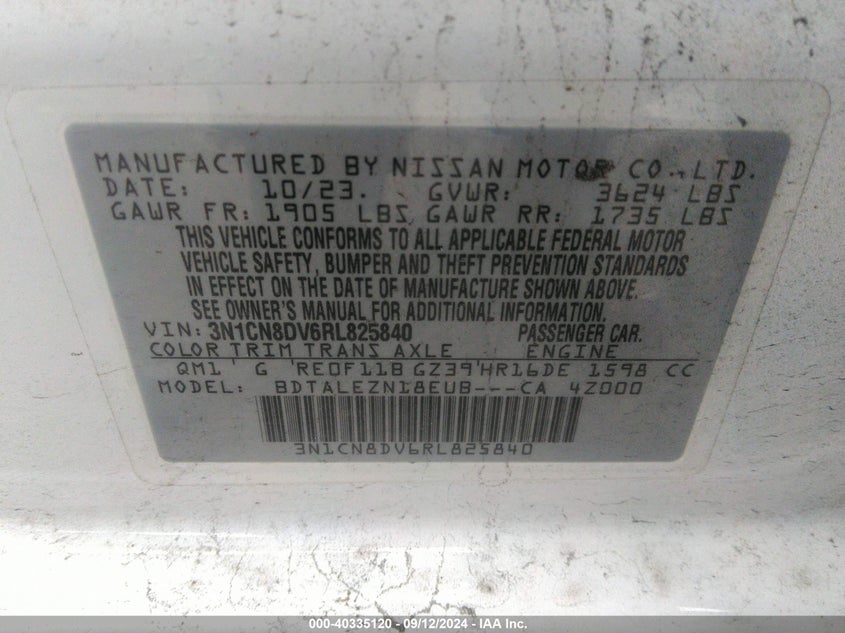 MANUFACTURED BY NISSAN MOTOR CO., LTD.
DATE: 10/23. GVWR: 3624 LBS
GAWR FR: 1905 LBS GAWR RR: 1735 LBS
THIS VEHICLE CONFORMS TO ALL APPLICABLE FEDERAL MOTOR
VEHICLE SAFETY, BUMPER AND THEFT PREVENTION STANDARDS
IN EFFECT ON THE DATE OF MANUFACTURE SHOWN ABOVE.
SEE OWNER'S MANUAL FOR ADDITIONAL INFORMATION.
VIN: 3N1CN8DV6RL825840 PASSENGER CAR.
COLOR TRIM TRANS AXLE ENGINE
QM1 G RE0F11B GZ39 HR16DE 1598 CC
MODEL: BDTALEZN18EUB---CA 4Z000
3N1CN8DV6RL825840
000-40335120 - 09/12/2024 - IAA Inc.